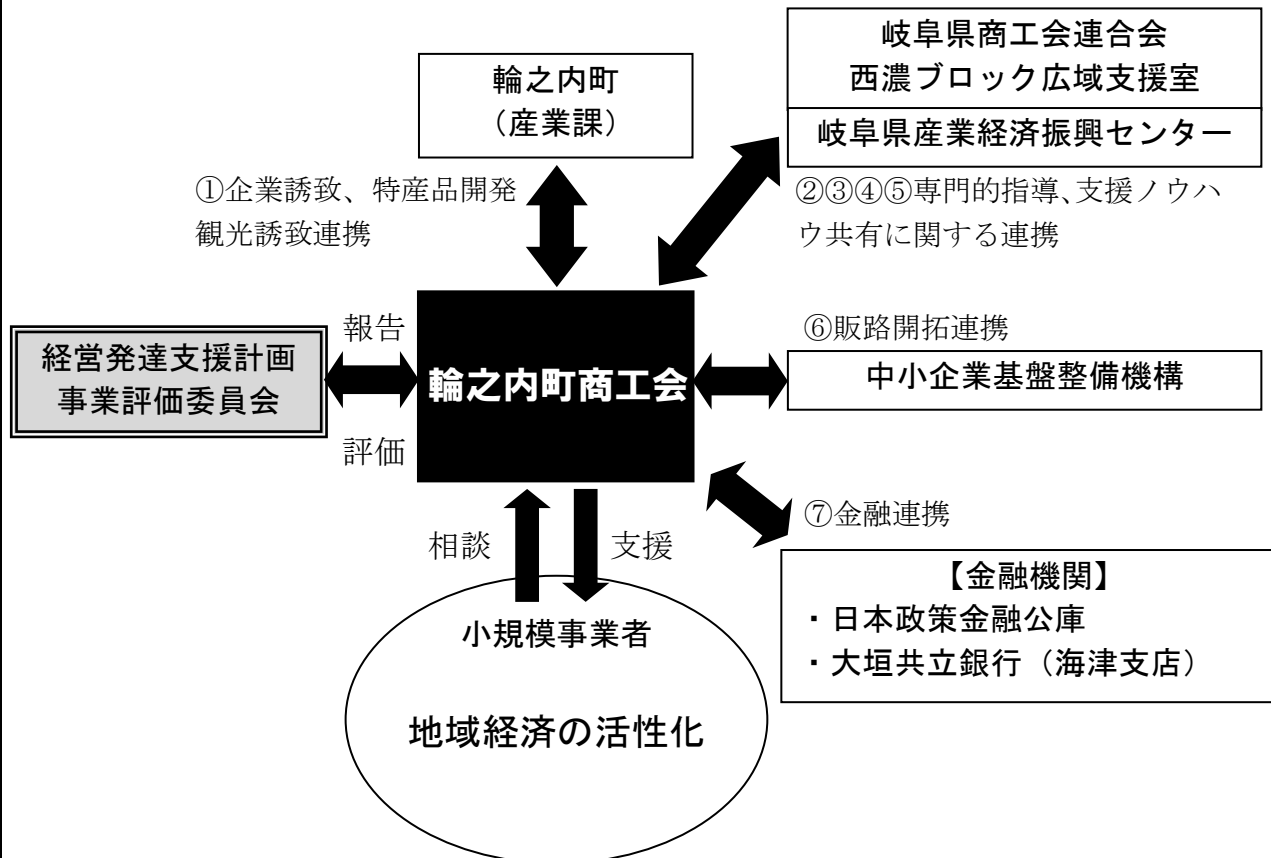 岐阜県商工会連合会
西濃ブロック広域支援室
岐阜県産業経済振興センター
輪之内町
（産業課）
①企業誘致、特産品開発
観光誘致連携
②③④⑤専門的指導、支援ノウハ
ウ共有に関する連携
報告
経営発達支援計画
事業評価委員会
評価
輪之内町商工会
⑥販路開拓連携
中小企業基盤整備機構
⑦金融連携
【金融機関】
・日本政策金融公庫
・大垣共立銀行（海津支店）
相談
支援
小規模事業者
地域経済の活性化